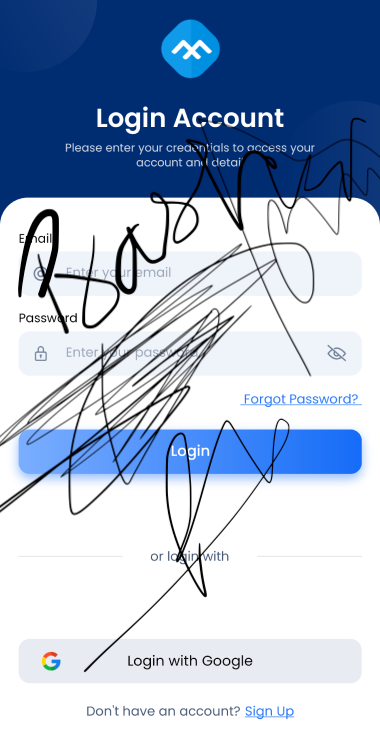 Login Account
Please enter your credentials to access your
account and detail
Email
Enter your email
Password
Enter your password
Forgot Password?
Login
or login with
Login with Google
Don't have an account? Sign Up